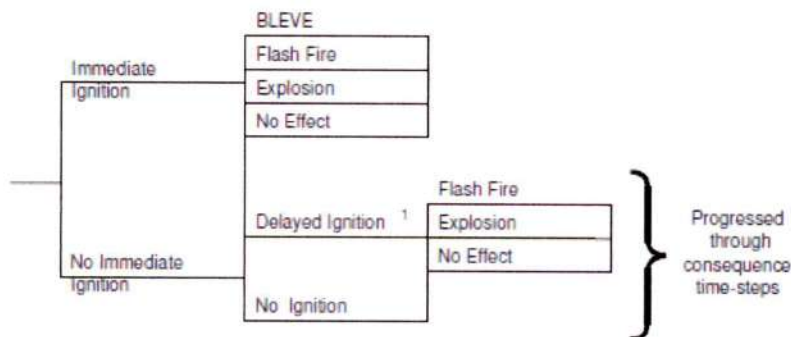 BLEVE
Flash Fire
Immediate
Ignition
Explosion
No Effect
Flash Fire
Delayed Ignition 1
Explosion
No Effect
No Immediate
Ignition
No Ignition
Progressed
through
consequence
time-steps